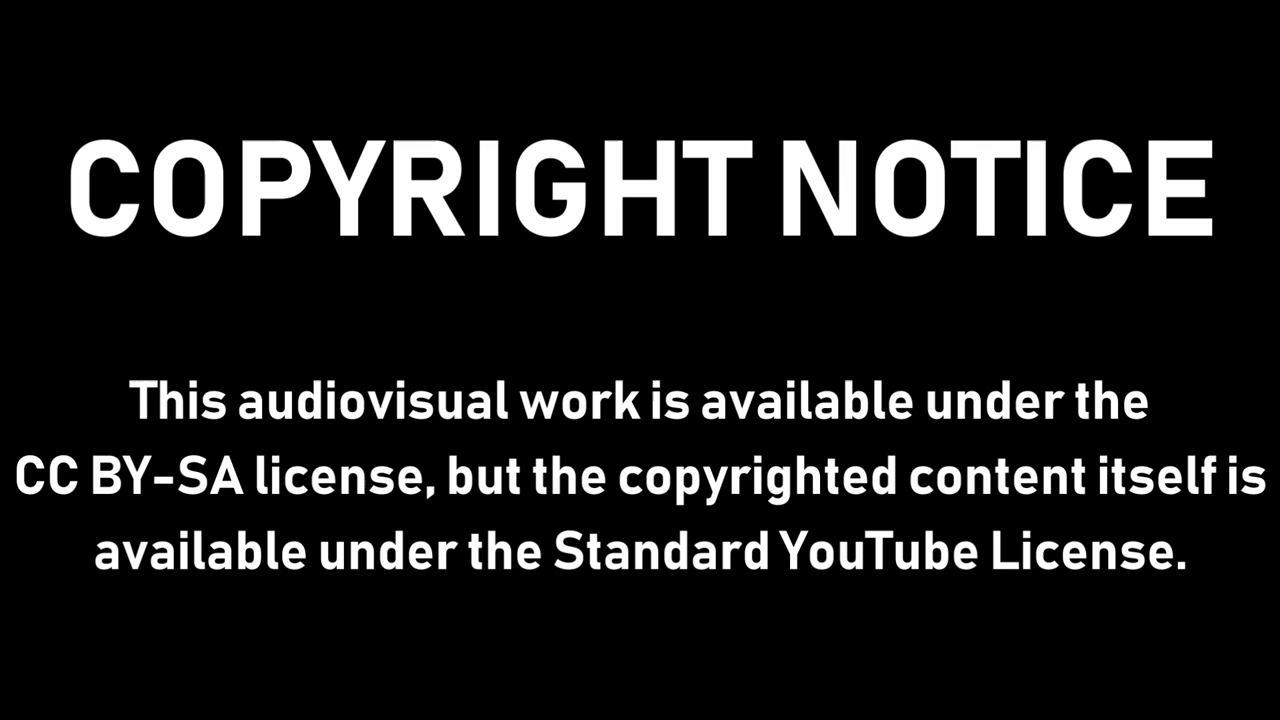 COPYRIGHT NOTICE
This audiovisual work is available under the
CC BY-SA license, but the copyrighted content itself is
available under the Standard YouTube License.